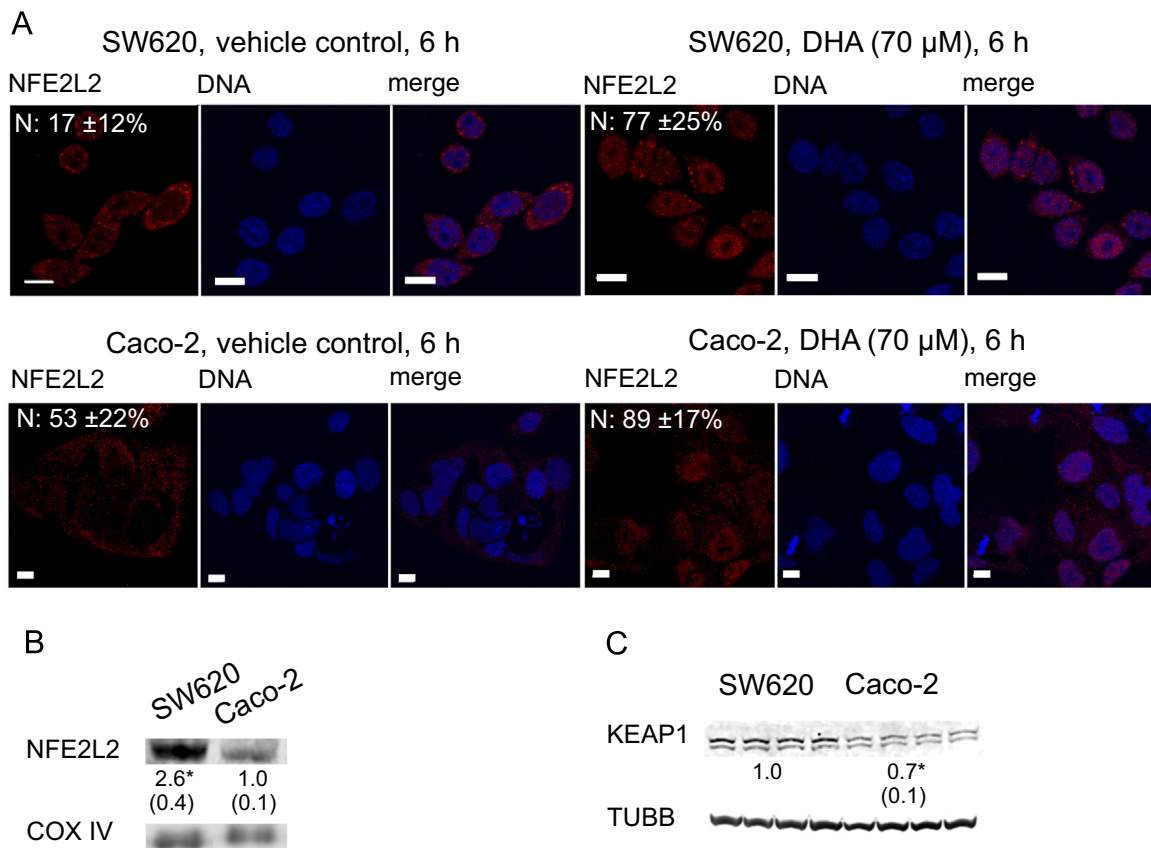 A
SW620, vehicle control, 6 h
SW620, DHA (70 µM), 6 h
NFE2L2 DNA merge
NFE2L2 DNA merge
N: 17 ±12%
N: 77 ±25%
Caco-2, vehicle control, 6 h
Caco-2, DHA (70 µM), 6 h
NFE2L2 DNA merge
NFE2L2 DNA merge
N: 53 ±22%
N: 89 ±17%
B
SW620 Caco-2
NFE2L2
2.6* 1.0
(0.4) (0.1)
COX IV
C
SW620 Caco-2
KEAP1
1.0 0.7*
(0.1)
TUBB